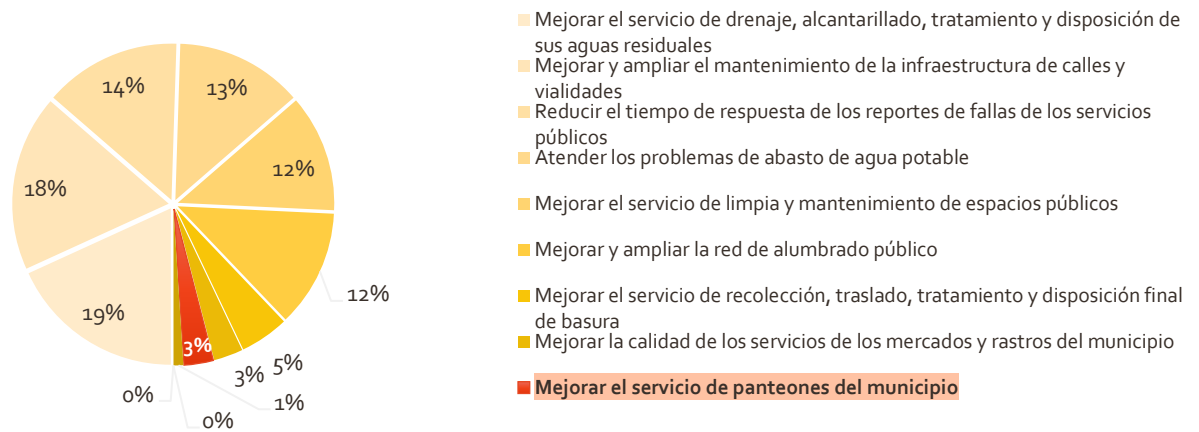 14%
13%
12%
18%
12%
19%
3%
3%
5%
1%
0%
0%
Mejorar el servicio de drenaje, alcantarillado, tratamiento y disposición de
sus aguas residuales
Mejorar y ampliar el mantenimiento de la infraestructura de calles y
vialidades
Reducir el tiempo de respuesta de los reportes de fallas de los servicios
públicos
Atender los problemas de abasto de agua potable
Mejorar el servicio de limpia y mantenimiento de espacios públicos
Mejorar y ampliar la red de alumbrado público
Mejorar el servicio de recolección, traslado, tratamiento y disposición final
de basura
Mejorar la calidad de los servicios de los mercados y rastros del municipio
Mejorar el servicio de panteones del municipio